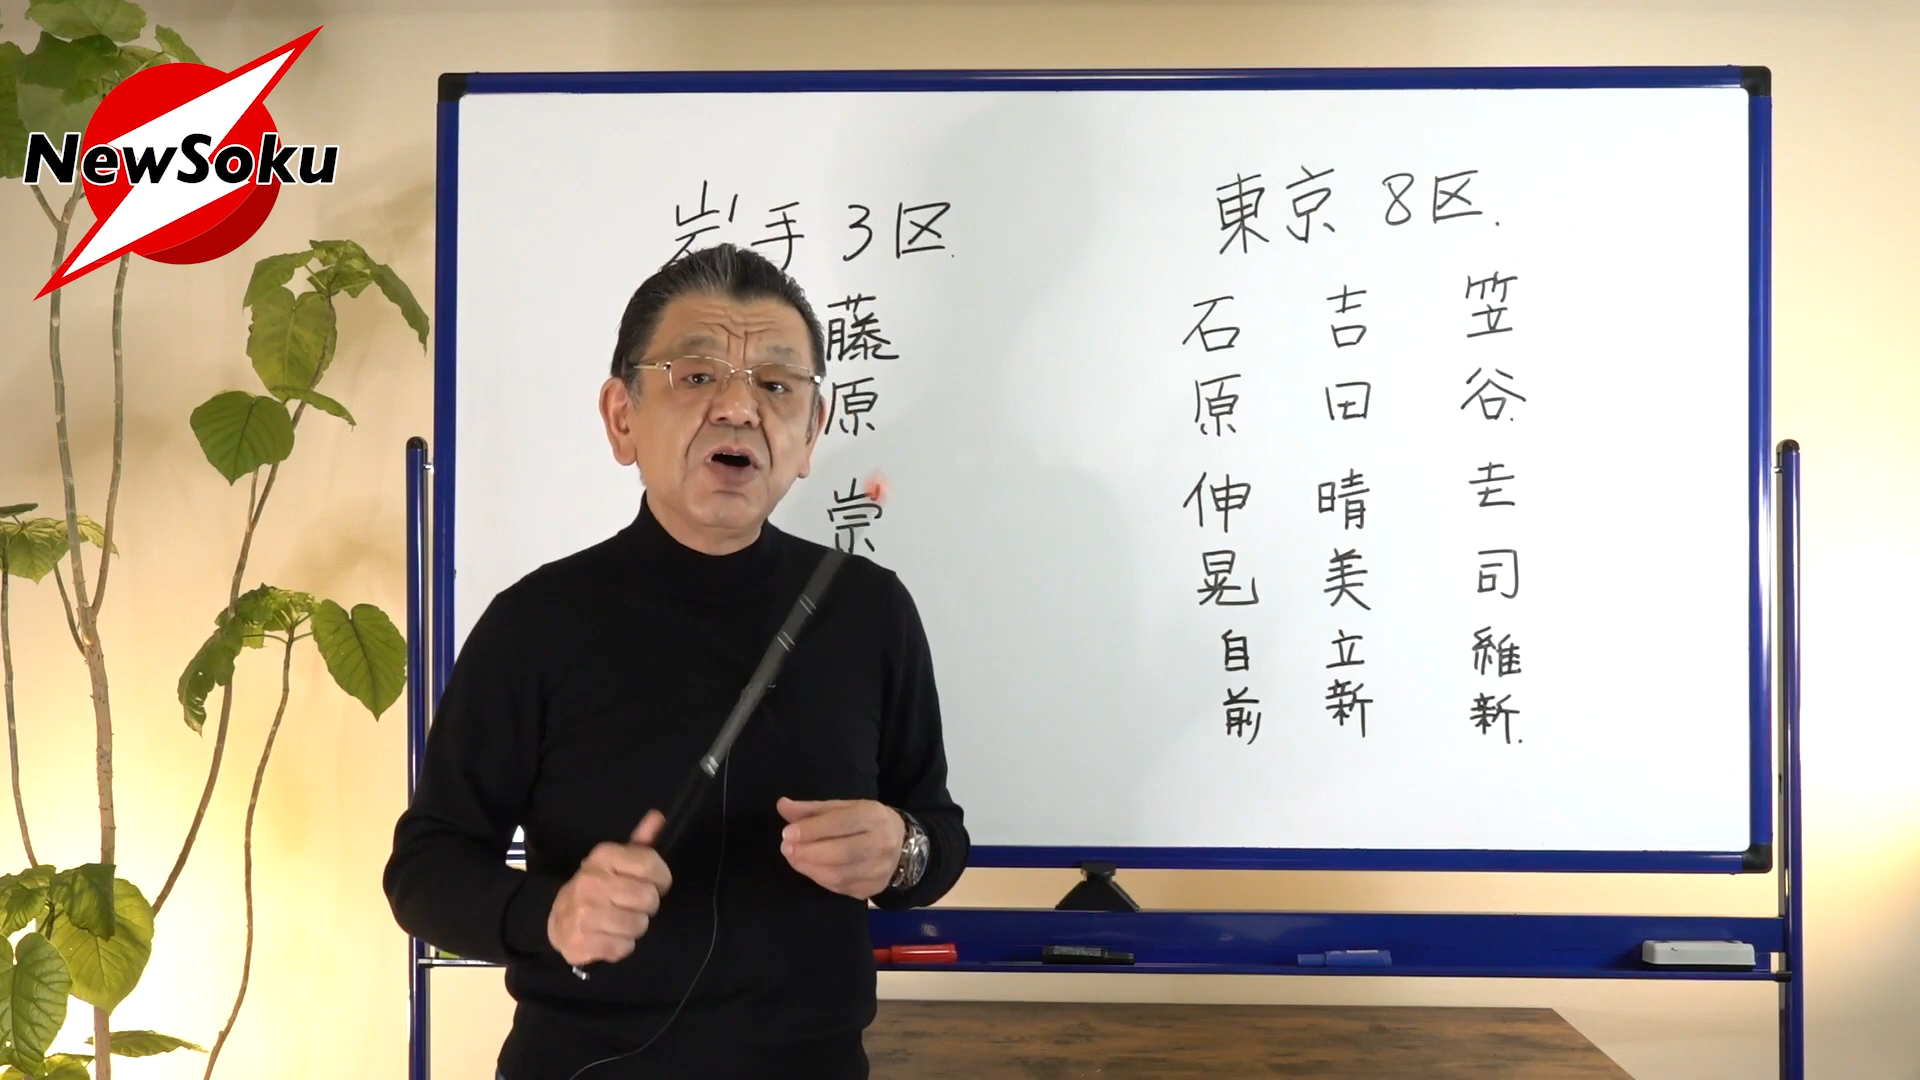 NewSoku
岩手3区.
藤原崇
東京8区.
笠谷圭司 維新.
吉田晴美 立新
石原伸晃 自前